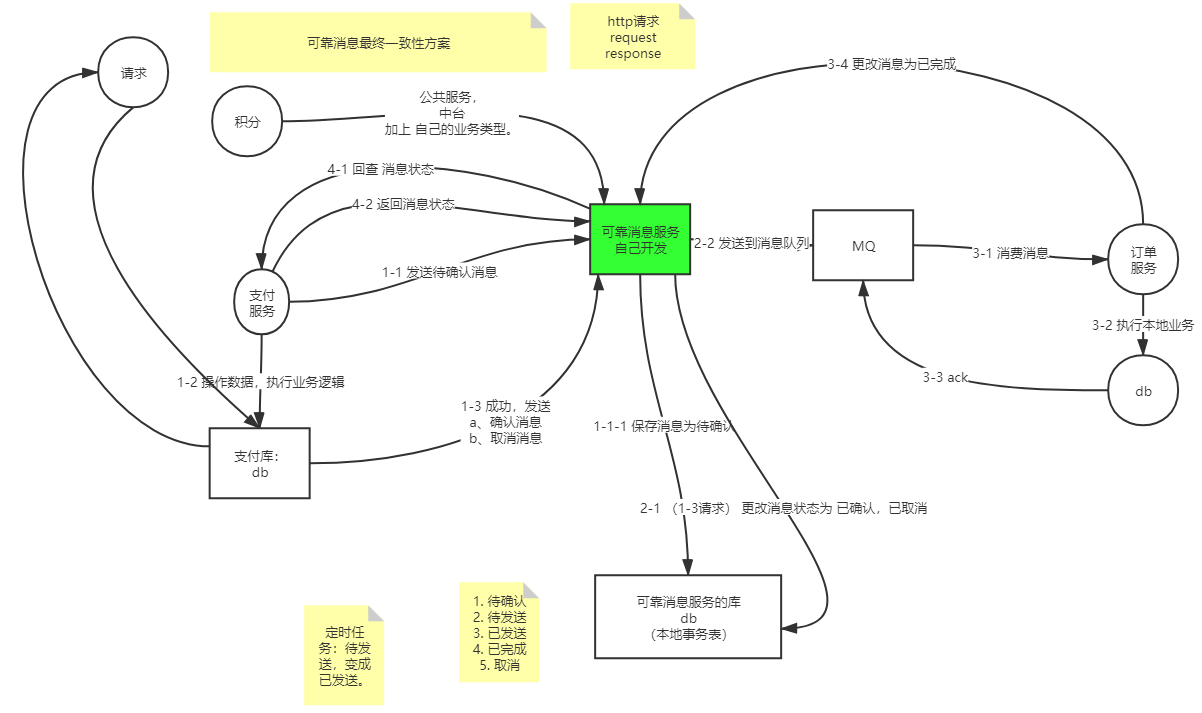 可靠消息最终一致性方案
http请求
request
response
请求
积分
公共服务，
中台
加上 自己的业务类型。
3-4 更改消息为已完成
4-1 回查 消息状态
4-2 返回消息状态
1-1 发送待确认消息
可靠消息服务
自己开发
2-2 发送到消息队列
MQ
3-1 消费消息
订单
服务
支付
服务
3-2 执行本地业务
1-2 操作数据，执行业务逻辑
3-3 ack
db
1-3 成功，发送
a、确认消息
b、取消消息
1-1-1 保存消息为待确认
支付库：
db
2-1 （1-3请求） 更改消息状态为 已确认，已取消
可靠消息服务的库
db
（本地事务表）
1. 待确认
2. 待发送
3. 已发送
4. 已完成
5. 取消
定时任
务：待发
送，变成
已发送。